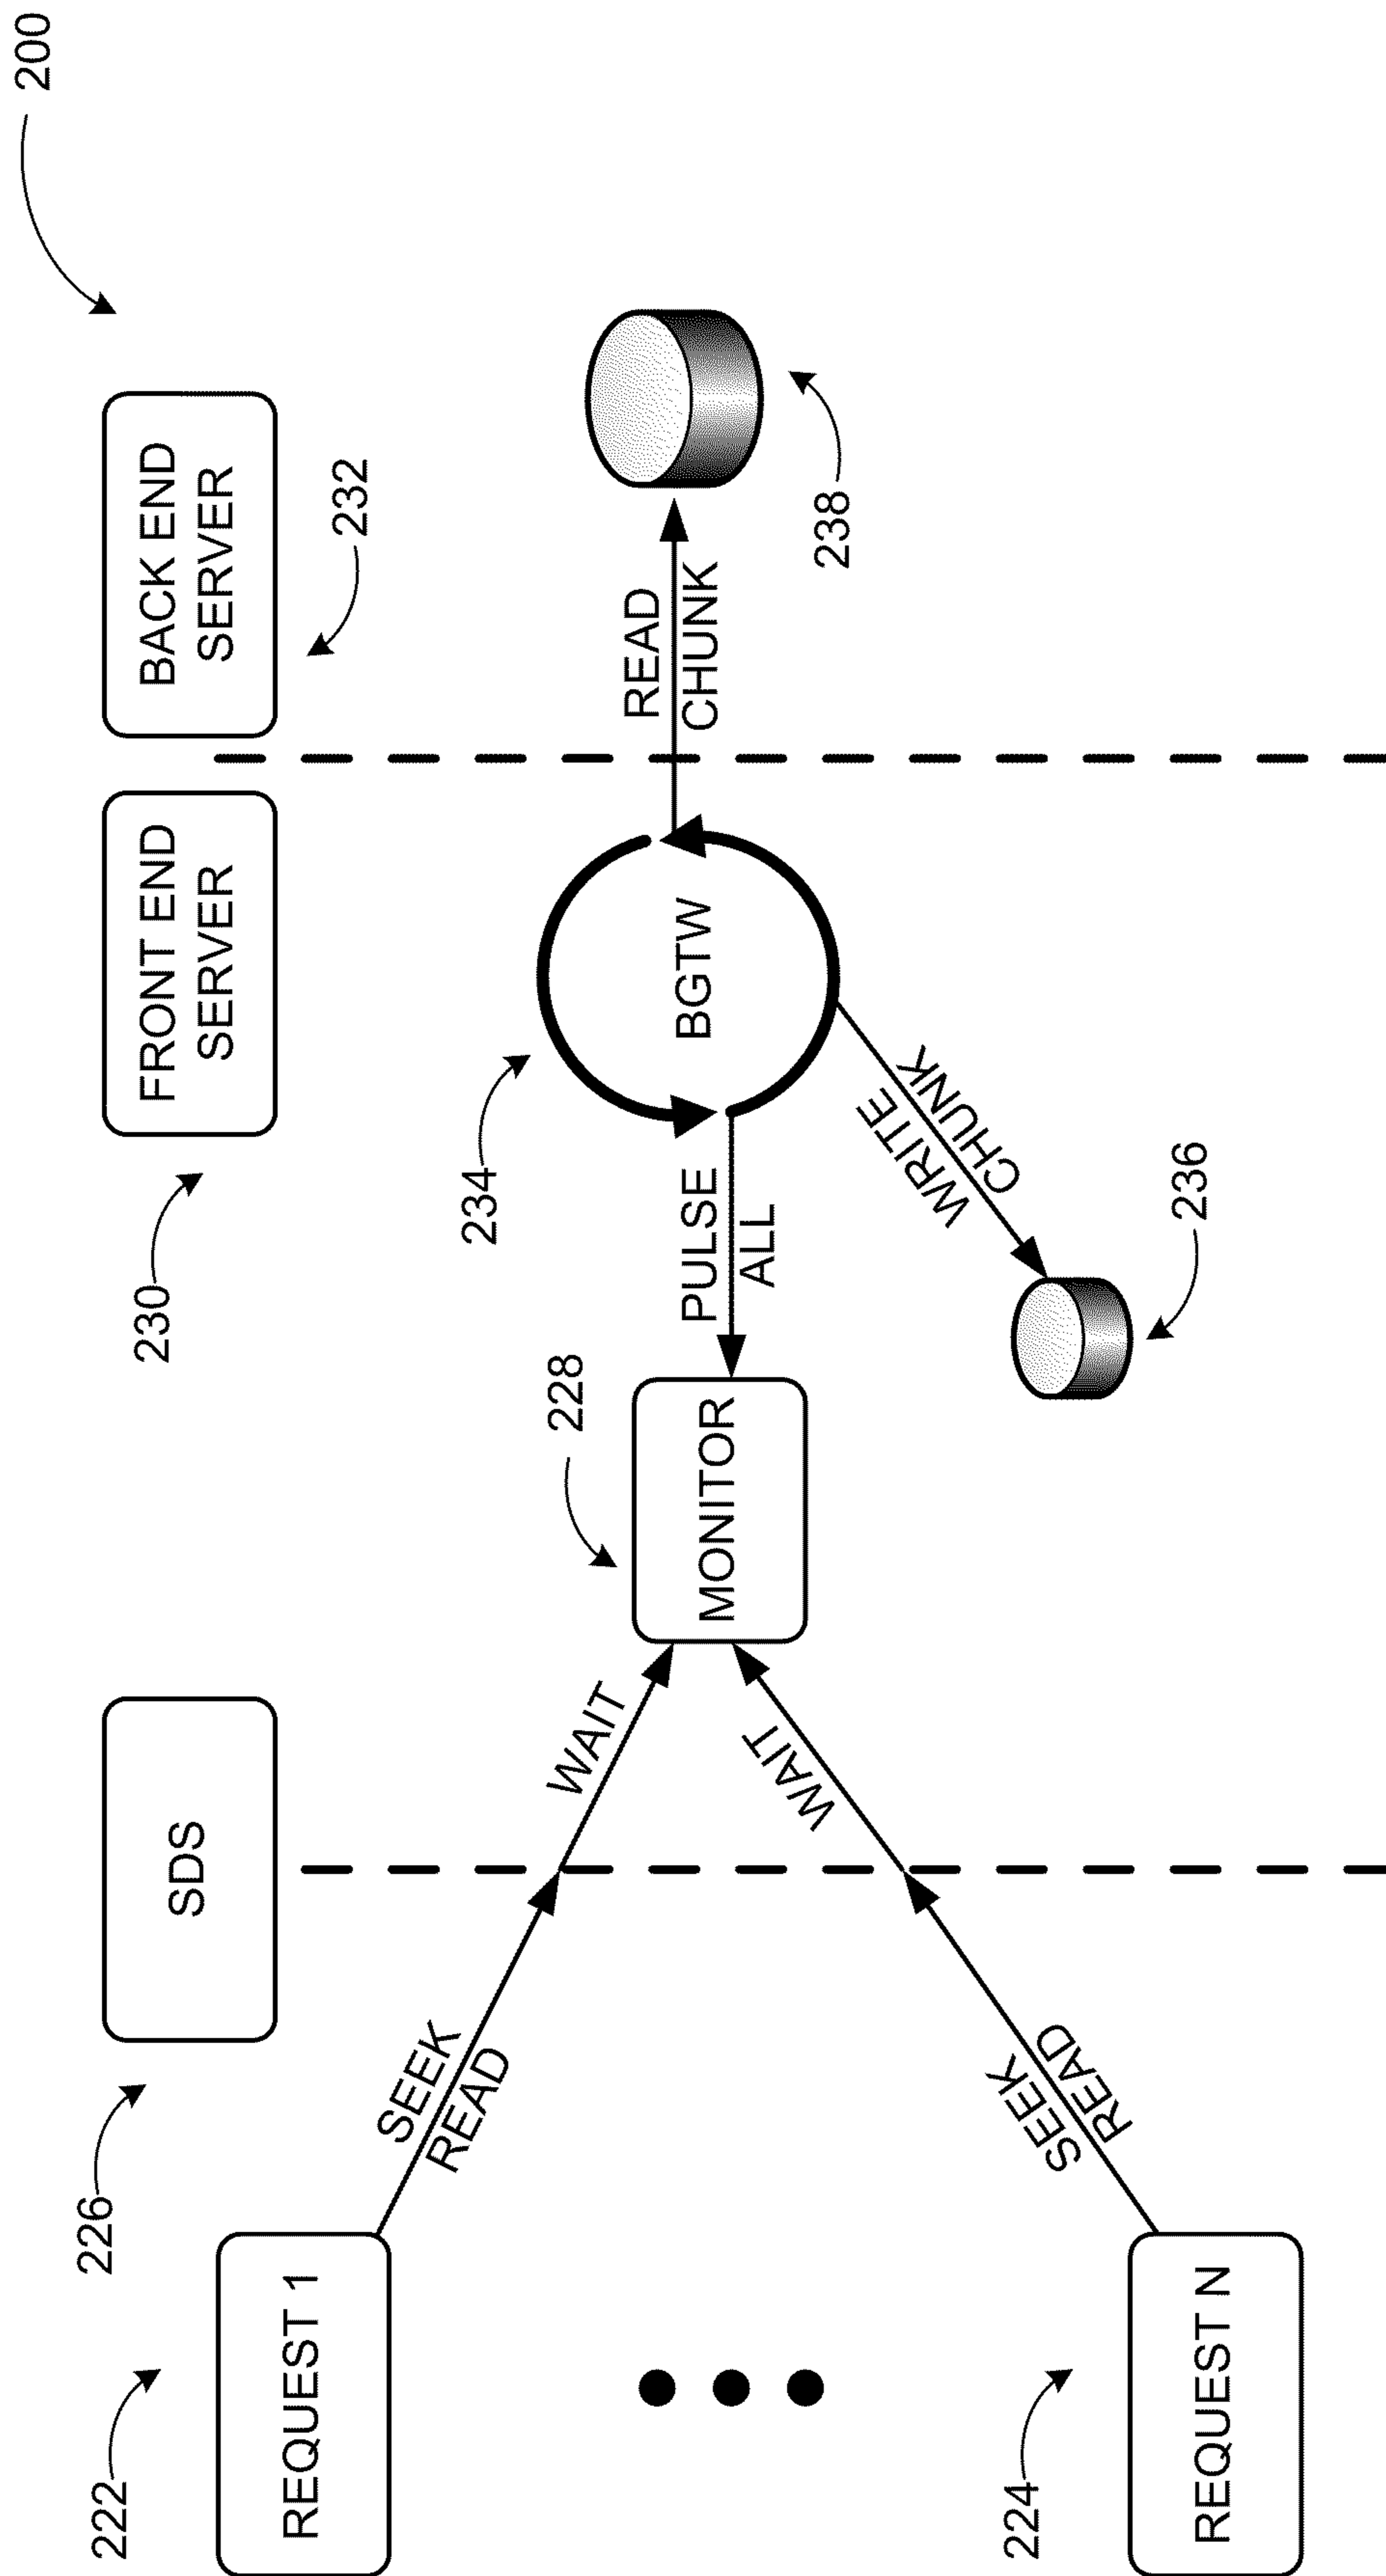 200
SDS
FRONT END
SERVER
BACK END
SERVER
226
230
232
222
REQUEST 1
SEEK
READ
WAIT
228
MONITOR
PULSE
ALL
234
BGTW
READ
CHUNK
238
WAIT
WRITE
CHUNK
236
SEEK
READ
224
REQUEST N